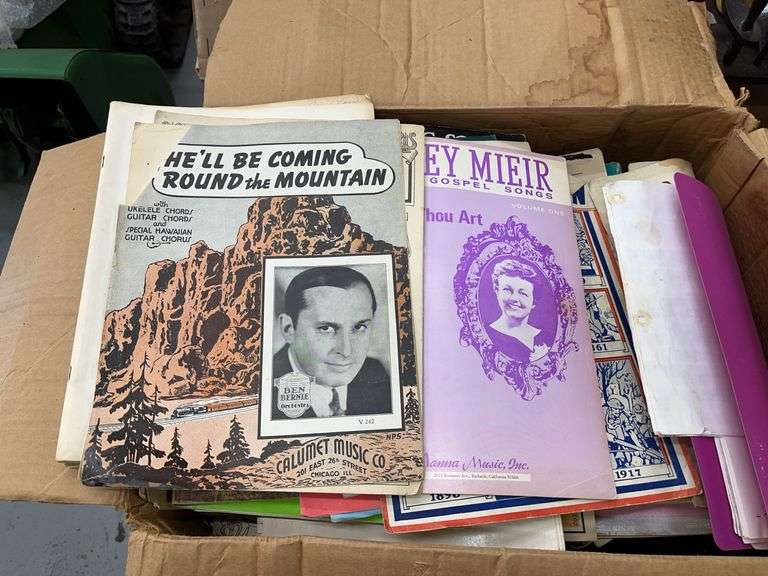 HE'LL BE COMING
'ROUND the MOUNTAIN
with
UKELELE CHORDS
GUITAR CHORDS
and
SPECIAL HAWAIIAN
GUITAR CHORUS
BEN
BERNIE
Orchestra
V. 242
NPS
CALUMET MUSIC CO.
201 EAST 26th STREET
CHICAGO ILL.
EY MIEIR
GOSPEL SONGS
VOLUME ONE
Thou Art
Manna Music, Inc.
1898
1917